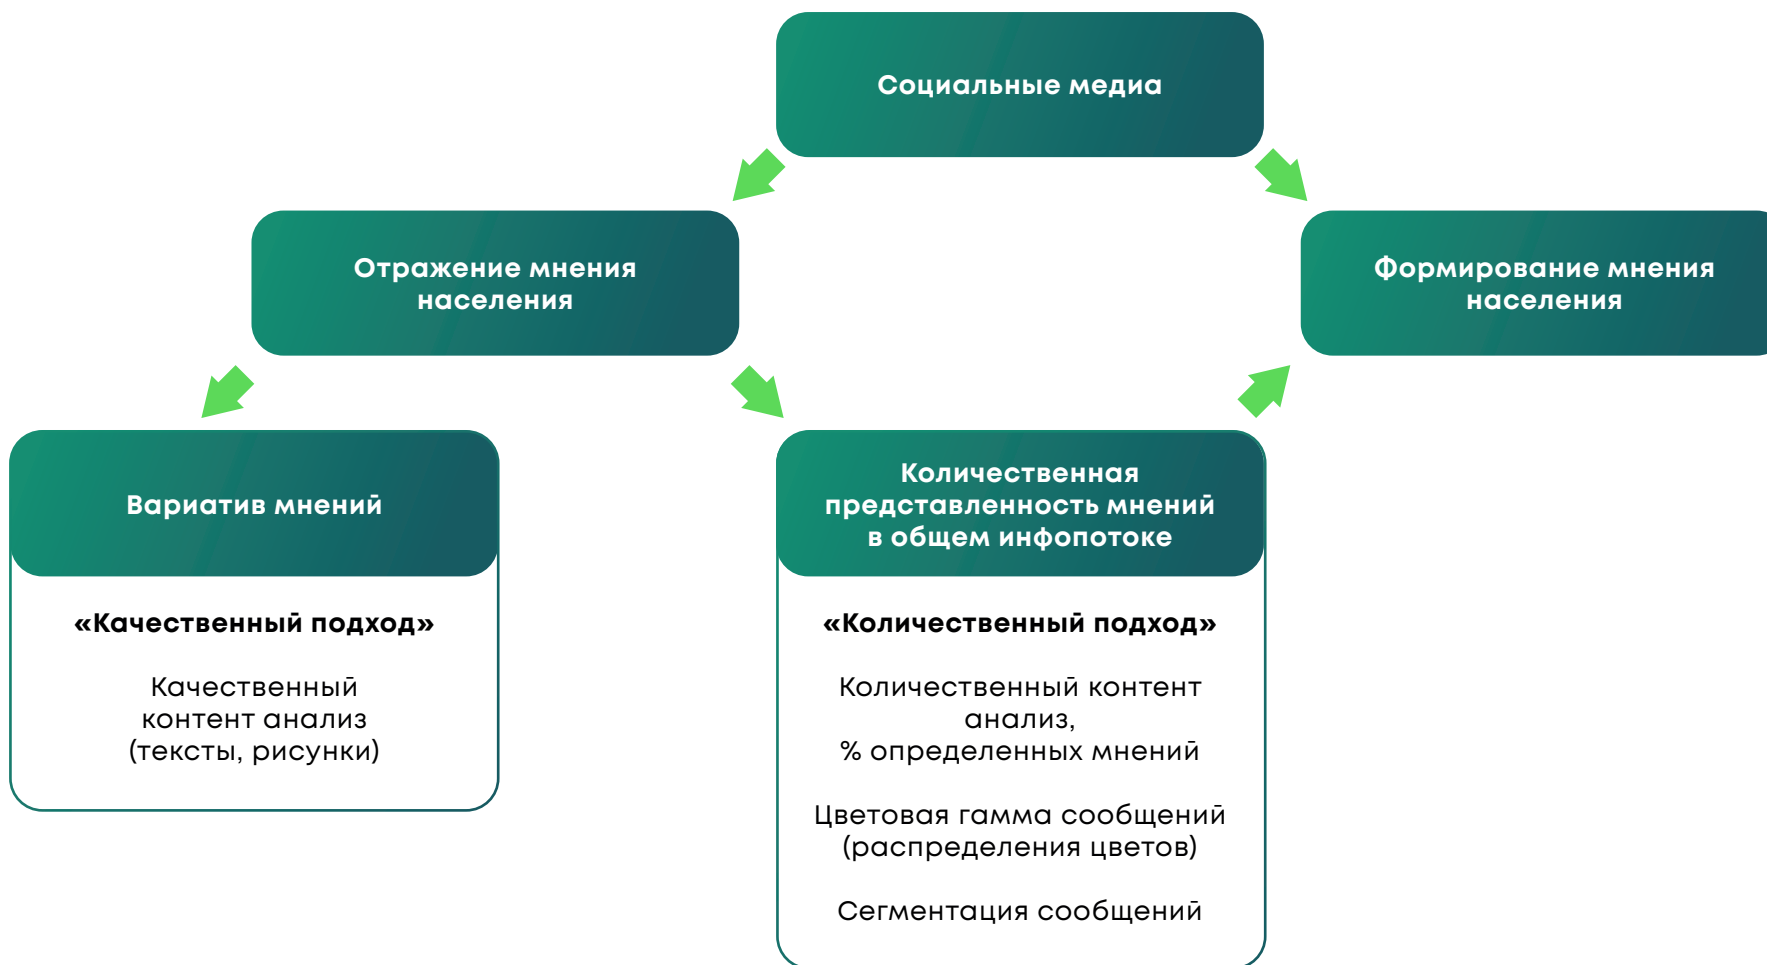 Социальные медиа
Отражение мнения
населения
Формирование мнения
населения
Вариатив мнений
«Качественный подход»
Качественный
контент анализ
(тексты, рисунки)
Количественная
представленность мнений
в общем инфопотоке
«Количественный подход»
Количественный контент
анализ,
% определенных мнений
Цветовая гамма сообщений
(распределения цветов)
Сегментация сообщений